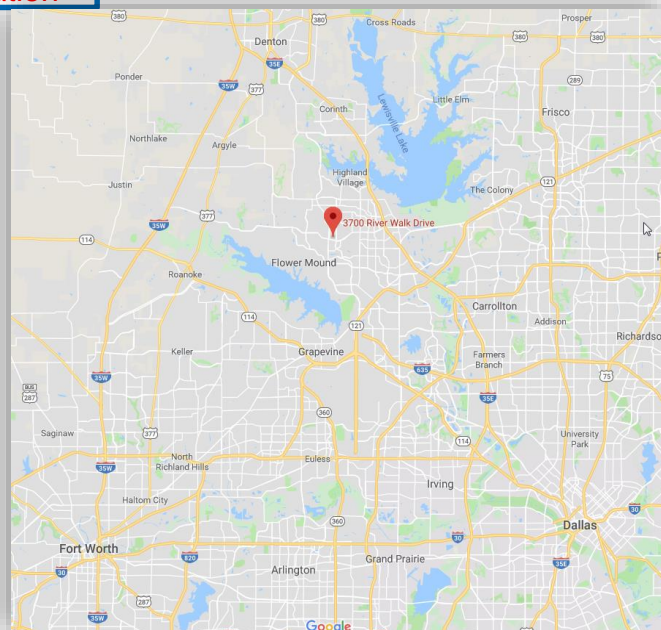 380
380
Cross Roads
Prosper
Denton
380
380
35E
Ponder
35W
377
289
Little Elm
Corinth
Lewisville Lake
Frisco
Northlake
Argyle
Highland
Village
Justin
The Colony
121
377
3700 River Walk Drive
35W
114
Flower Mound
Roanoke
Carrollton
114
121
Addison
Richardso
Keller
Grapevine
Farmers
Branch
635
75
35W
BUS
287
35E
360
Saginaw
377
University
Park
114
North
Richland Hills
Euless
35W
Irving
Haltom City
30
360
Dallas
30
Fort Worth
820
Grand Prairie
35E
30
Arlington
287
35W
Google